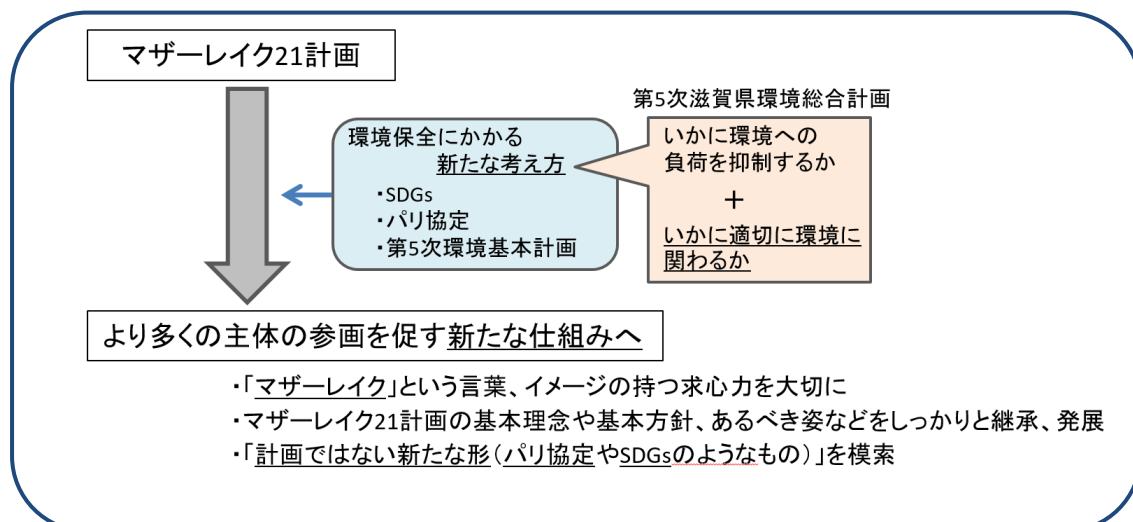 マザーレイク21計画
第5次滋賀県環境総合計画
環境保全にかかる
新たな考え方
・SDGs
・パリ協定
・第5次環境基本計画
いかに環境への
負荷を抑制するか
+
いかに適切に環境に
関わるか
より多くの主体の参画を促す新たな仕組みへ
・「マザーレイク」という言葉、イメージの持つ求心力を大切に
・マザーレイク21計画の基本理念や基本方針、あるべき姿などをしっかりと継承、発展
・「計画ではない新たな形(パリ協定やSDGsのようなもの)」を模索